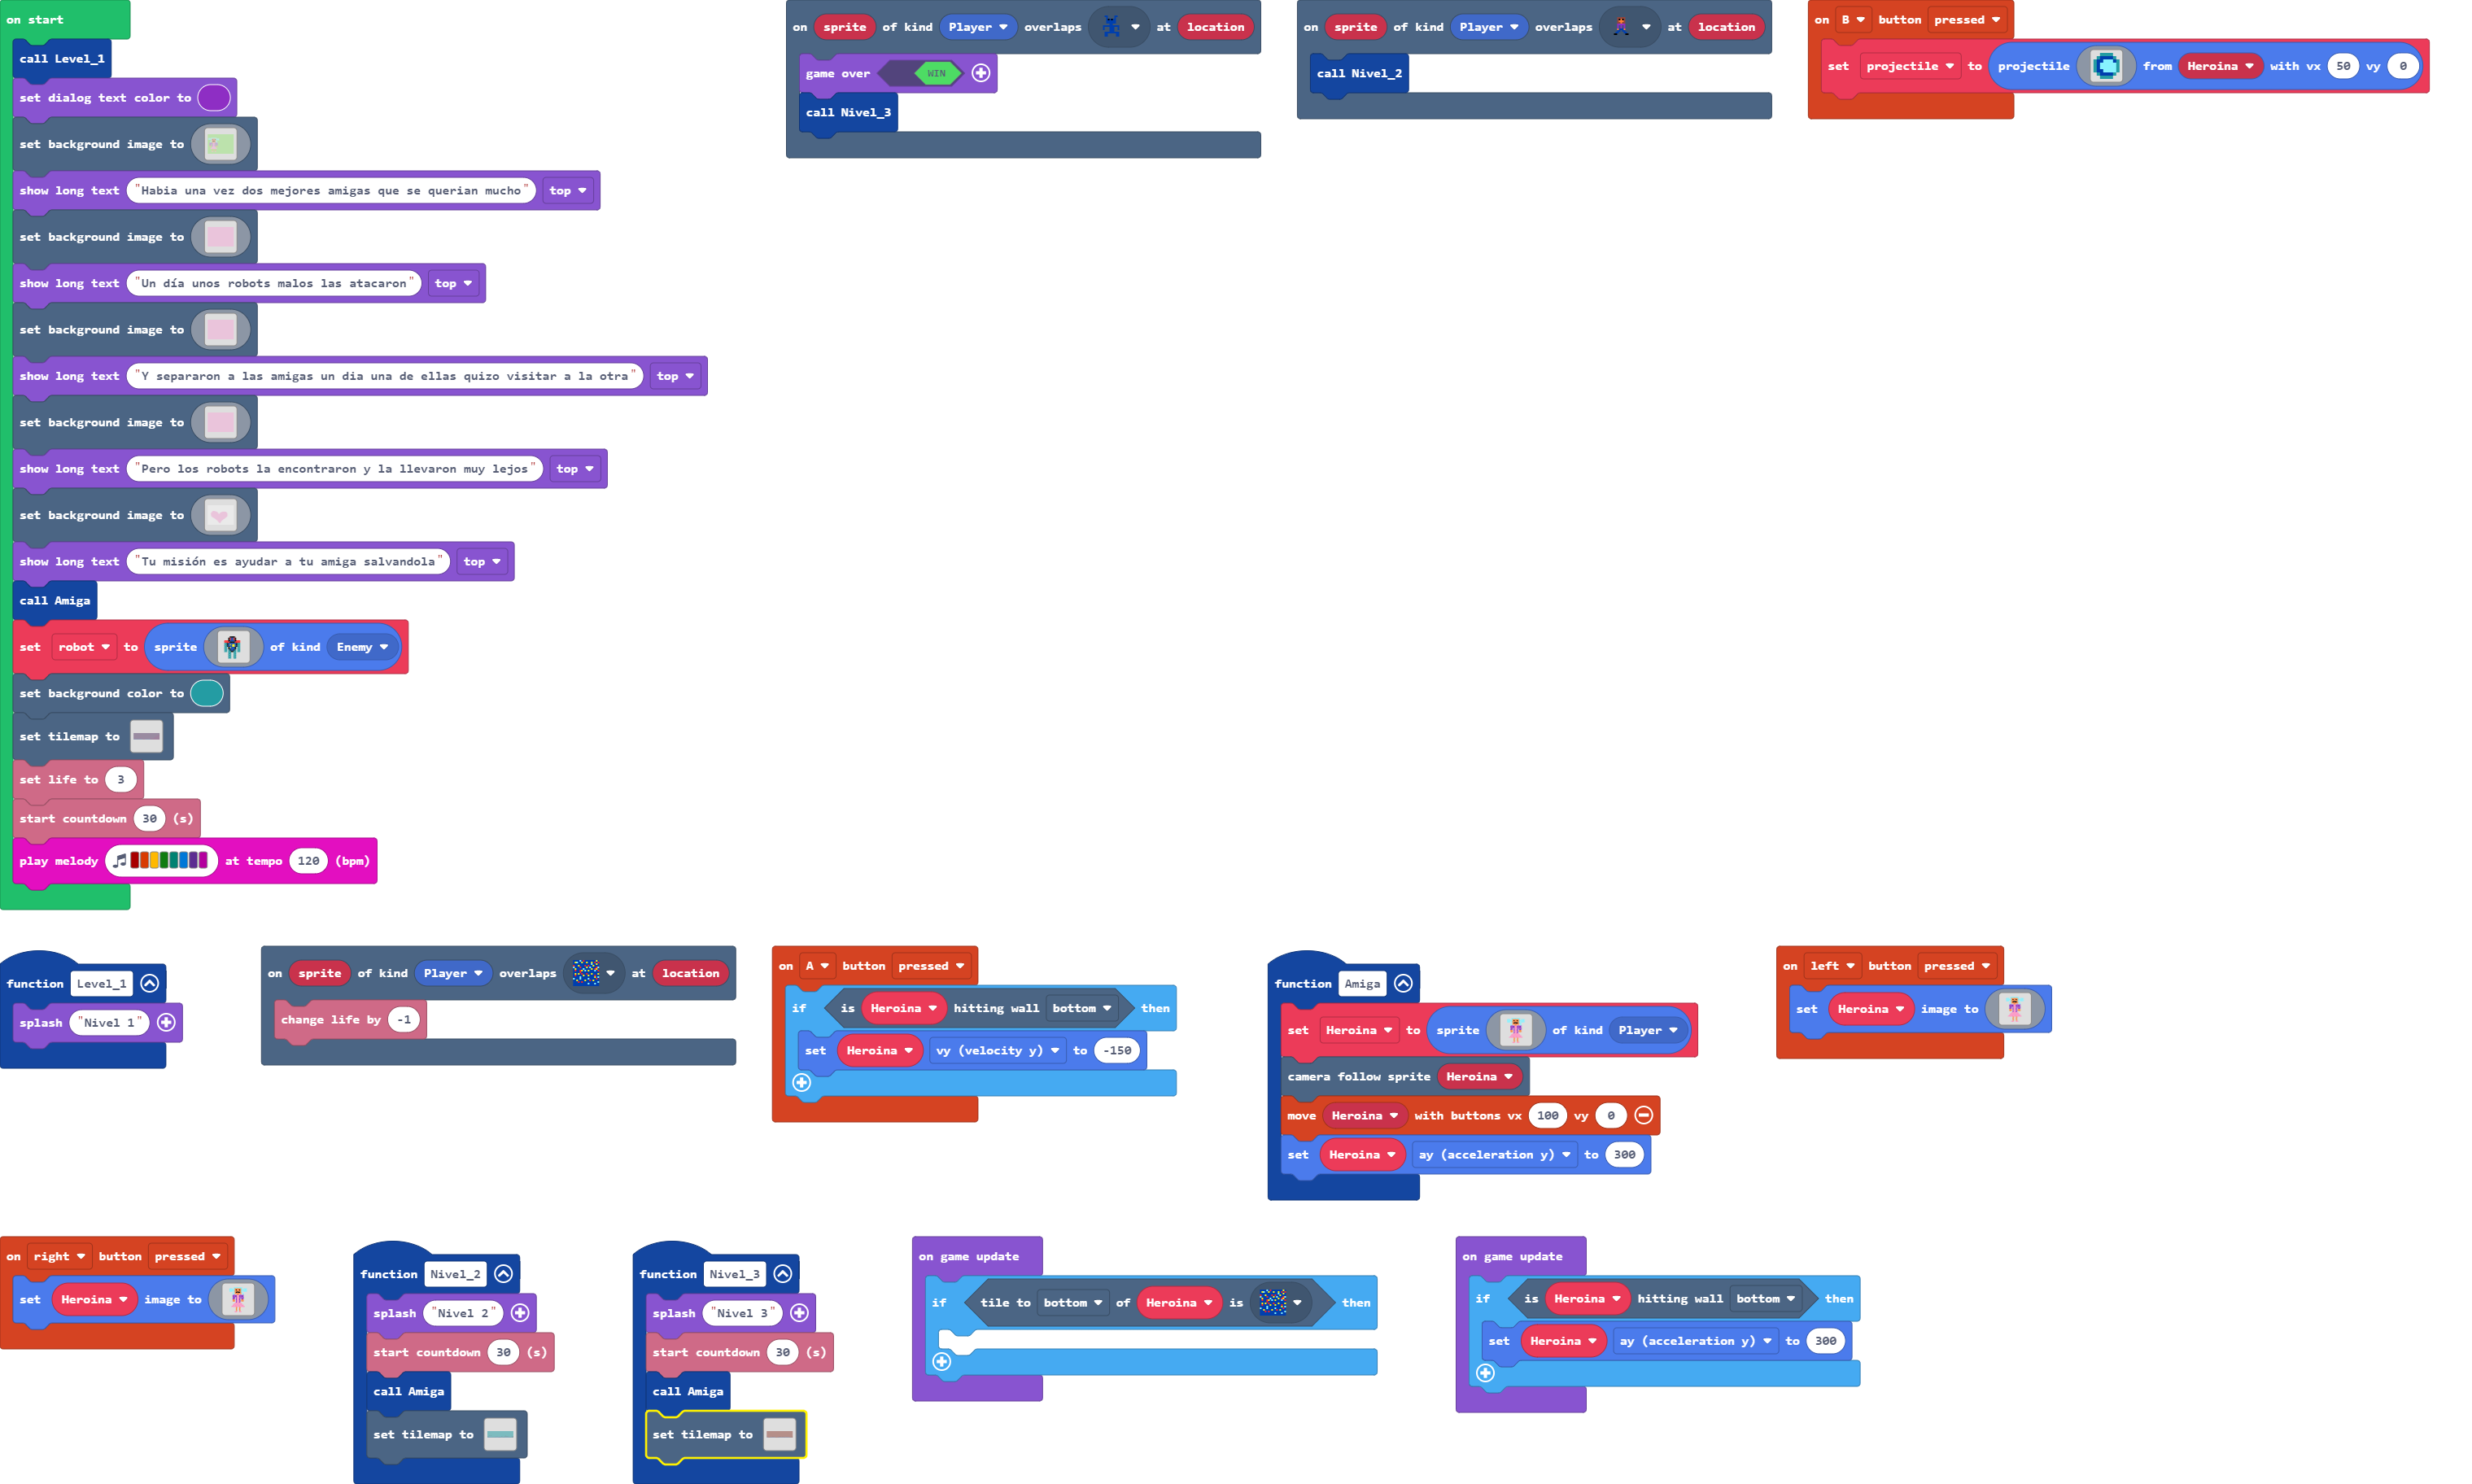 on start
call Level_1
set dialog text color to
set background image to
show long text "Habia una vez dos mejores amigas que se querian mucho" top
set background image to
show long text "Un día unos robots malos las atacaron" top
set background image to
show long text "Y separaron a las amigas un dia una de ellas quizo visitar a la otra" top
set background image to
show long text "Pero los robots la encontraron y la llevaron muy lejos" top
set background image to
show long text "Tu misión es ayudar a tu amiga salvandola" top
call Amiga
set robot to sprite of kind Enemy
set background color to
set tilemap to
set life to 3
start countdown 30 (s)
play melody at tempo 120 (bpm)
on sprite of kind Player overlaps at location
game over WIN
call Nivel_3
on sprite of kind Player overlaps at location
call Nivel_2
on B button pressed
set projectile to projectile from Heroina with vx 50 vy 0
function Level_1
splash "Nivel 1"
on sprite of kind Player overlaps at location
change life by -1
on A button pressed
if is Heroina hitting wall bottom then
set Heroina vy (velocity y) to -150
function Amiga
set Heroina to sprite of kind Player
camera follow sprite Heroina
move Heroina with buttons vx 100 vy 0
set Heroina ay (acceleration y) to 300
on left button pressed
set Heroina image to
on right button pressed
set Heroina image to
function Nivel_2
splash "Nivel 2"
start countdown 30 (s)
call Amiga
set tilemap to
function Nivel_3
splash "Nivel 3"
start countdown 30 (s)
call Amiga
set tilemap to
on game update
if tile to bottom of Heroina is then
on game update
if is Heroina hitting wall bottom then
set Heroina ay (acceleration y) to 300